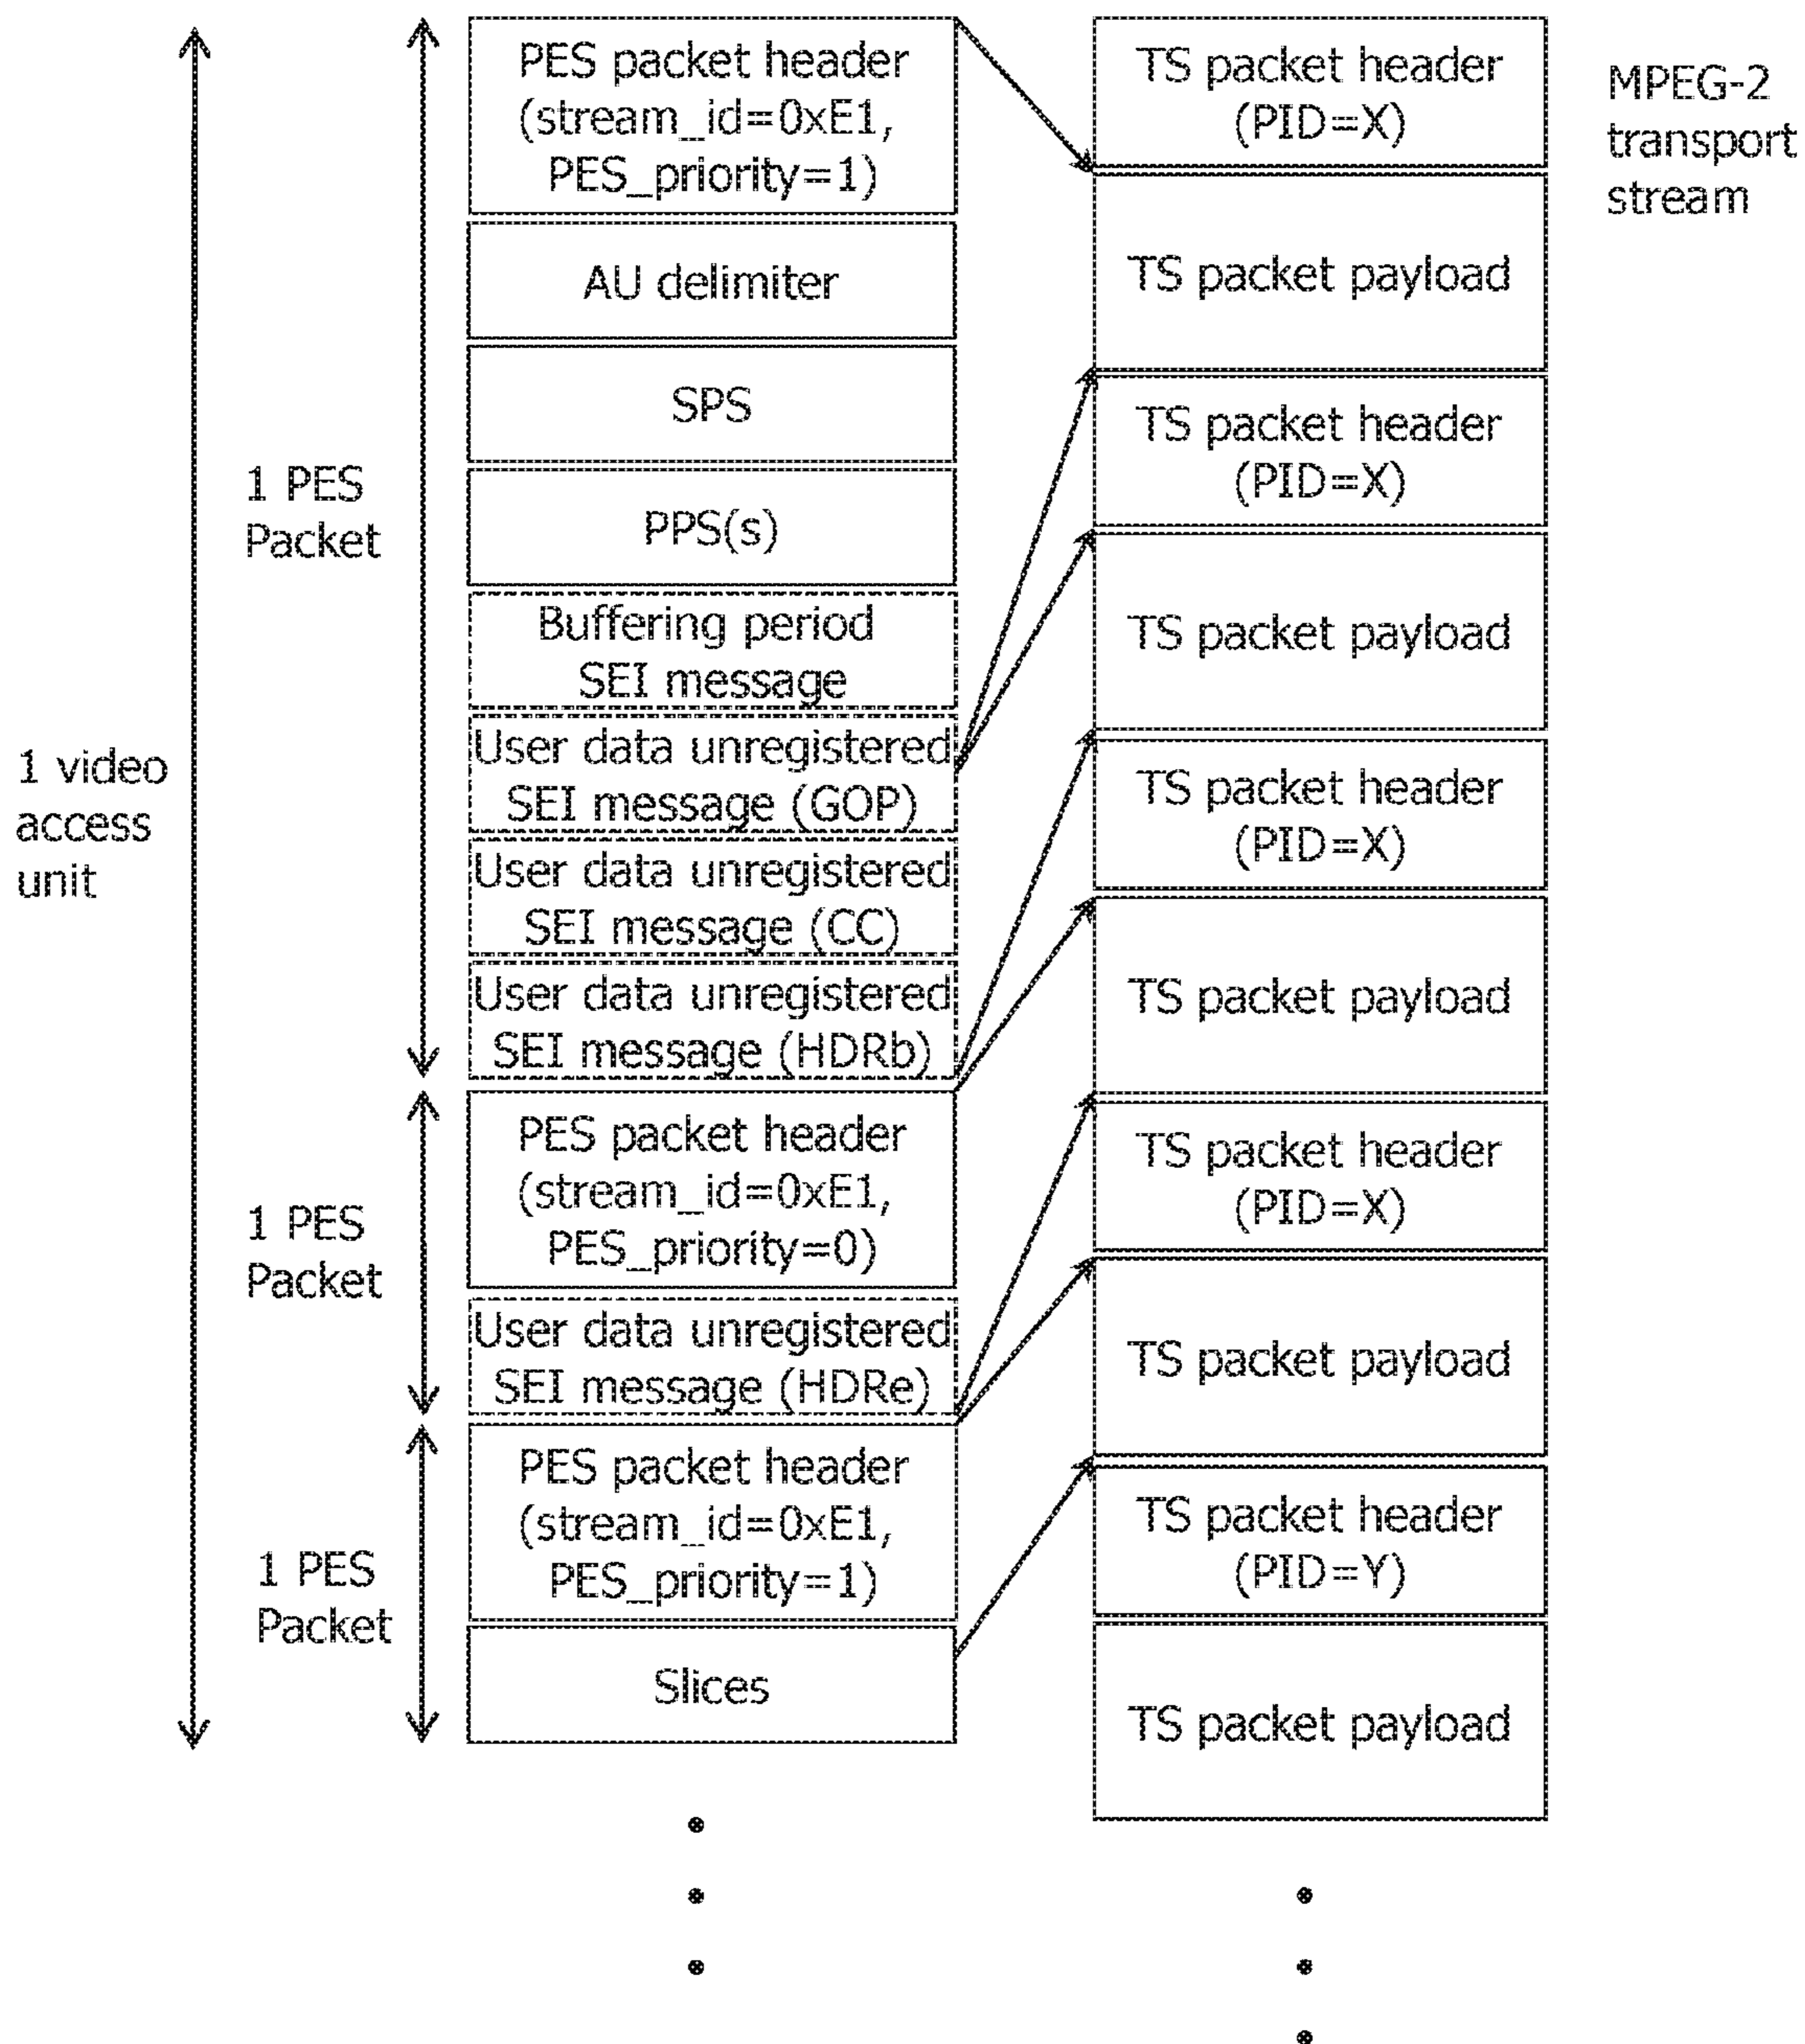 1 video
access
unit
1 PES
Packet
1 PES
Packet
1 PES
Packet
PES packet header
(stream_id=0xE1,
PES_priority=1)
AU delimiter
SPS
PPS(s)
Buffering period
SEI message
User data unregistered
SEI message (GOP)
User data unregistered
SEI message (CC)
User data unregistered
SEI message (HDRb)
PES packet header
(stream_id=0xE1,
PES_priority=0)
User data unregistered
SEI message (HDRe)
PES packet header
(stream_id=0xE1,
PES_priority=1)
Slices
TS packet header
(PID=X)
TS packet payload
TS packet header
(PID=X)
TS packet payload
TS packet header
(PID=X)
TS packet payload
TS packet header
(PID=X)
TS packet payload
TS packet header
(PID=Y)
TS packet payload
MPEG-2
transport
stream